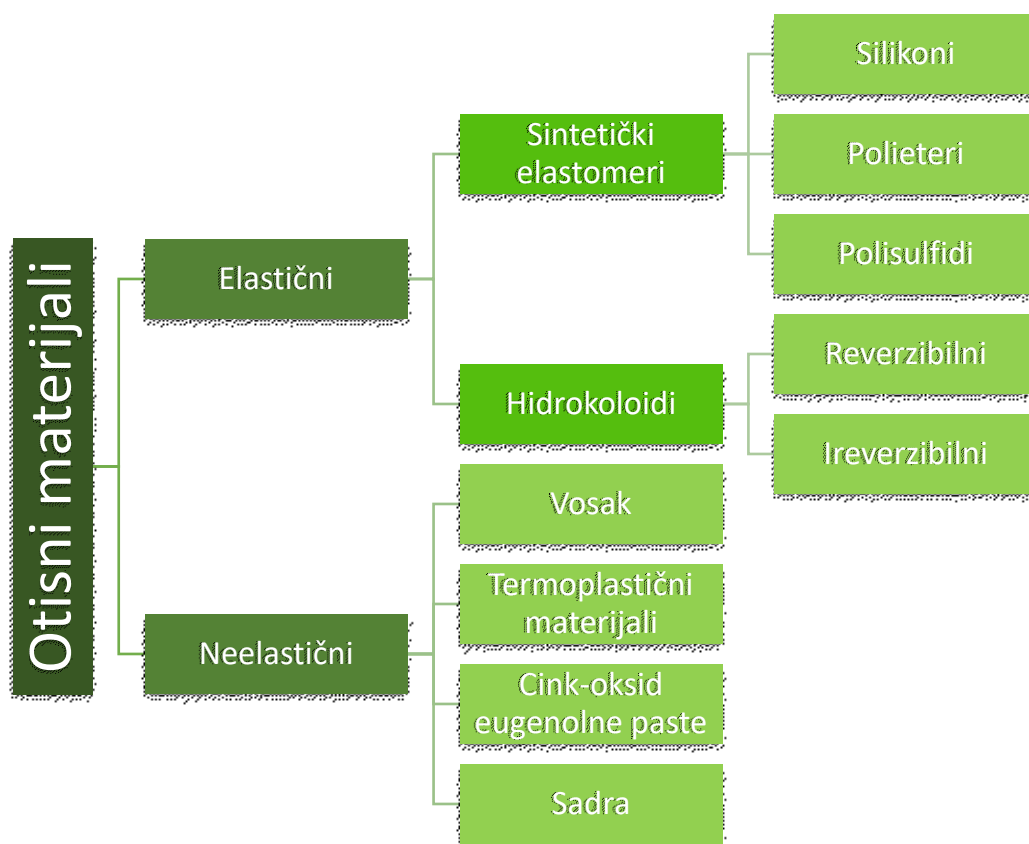 Otisni materijali
Elastični
Sintetički
elastomeri
Silikoni
Polieteri
Polisulfidi
Hidrokoloidi
Reverzibilni
Ireverzibilni
Neelastični
Vosak
Termoplastični
materijali
Cink-oksid
eugenolne paste
Sadra